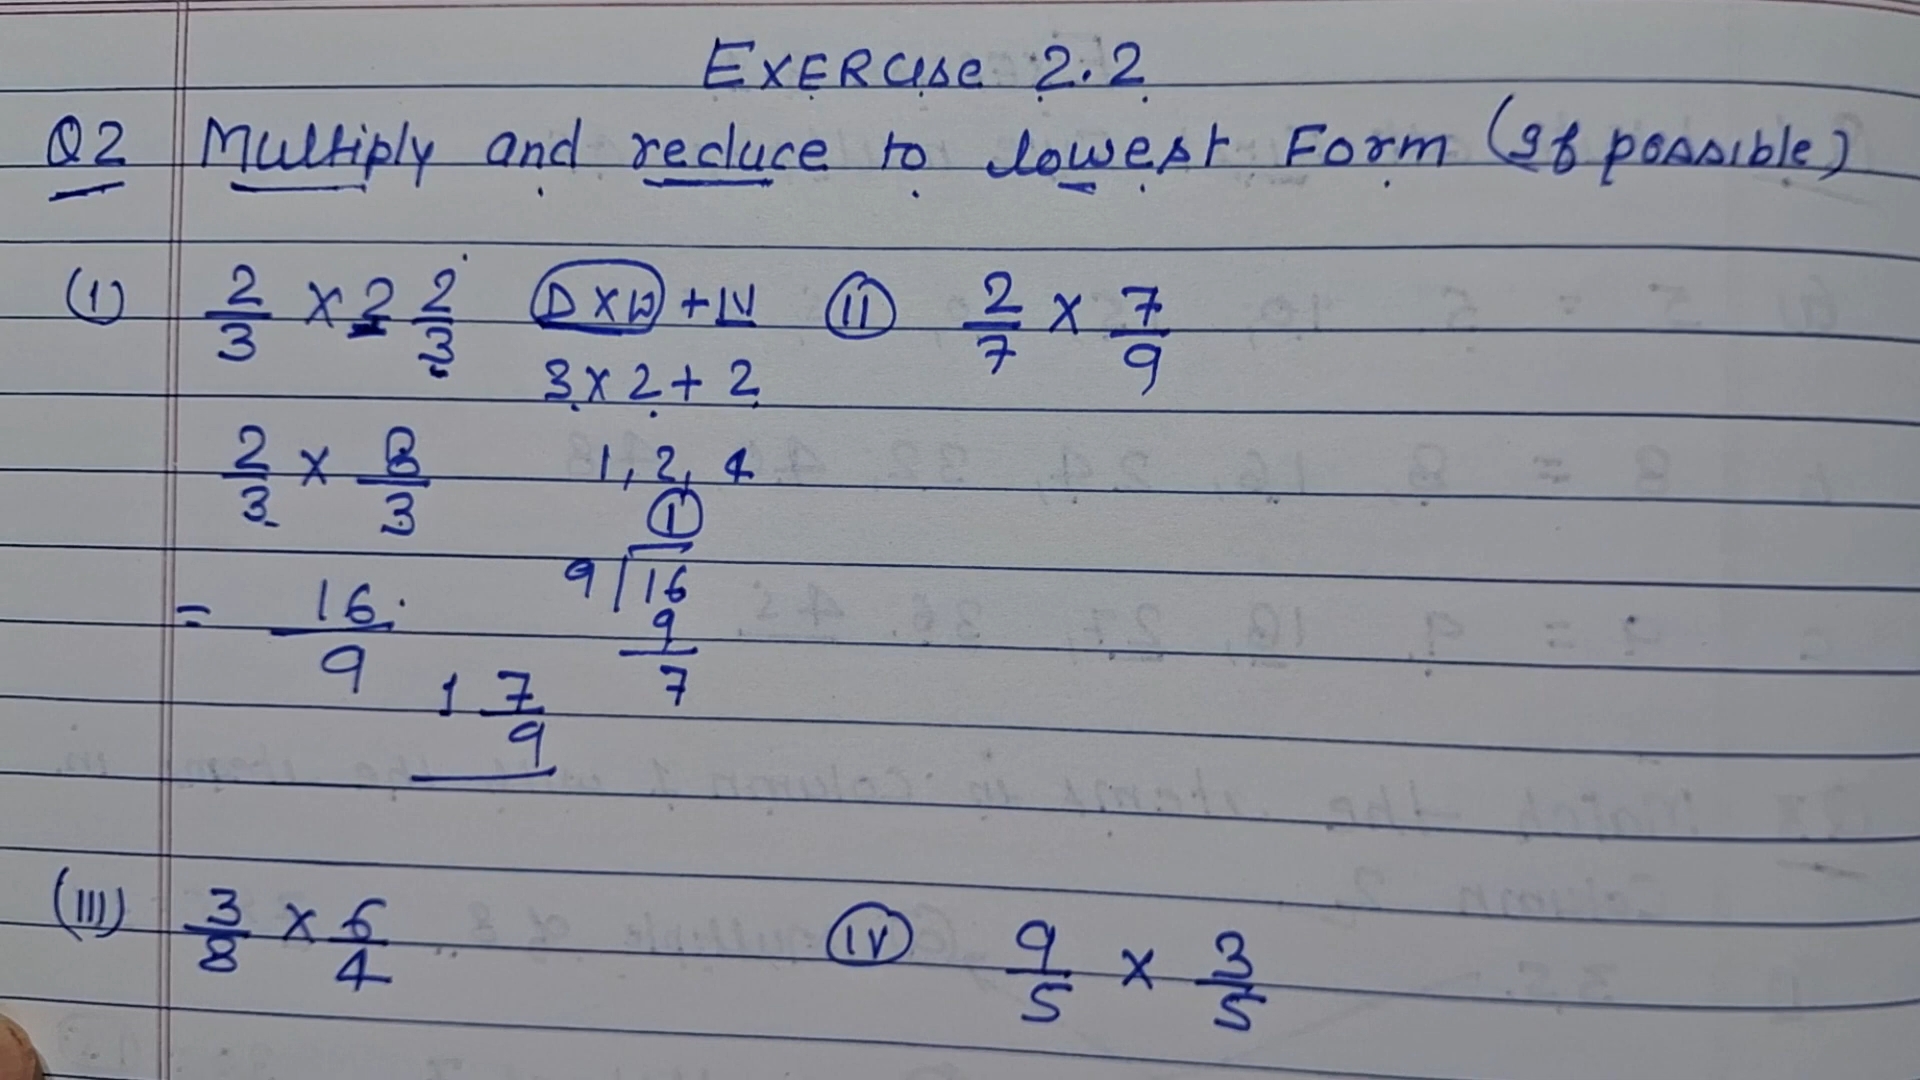 EXERCISE 2.2
Q2 Multiply and reduce to lowest Form (If possible)
(I) 2/3 × 2 2/3 (D×W) + N (II) 2/7 × 7/9
3×2+2
2/3 × 8/3 1, 2, 4
1
= 16/9 9 16
9
1 7/9 7
(III) 3/8 × 6/4 (IV) 9/5 × 3/5